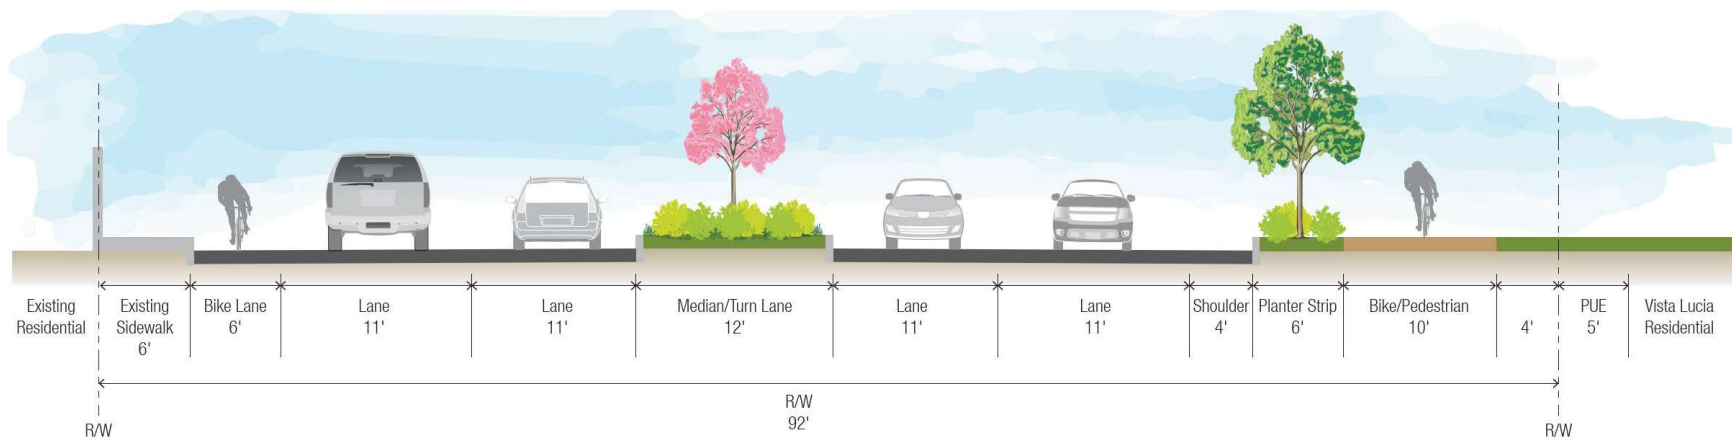 Existing
Residential
Existing
Sidewalk
6'
Bike Lane
6'
Lane
11'
Lane
11'
Median/Turn Lane
12'
Lane
11'
Lane
11'
Shoulder
4'
Planter Strip
6'
Bike/Pedestrian
10'
4'
PUE
5'
Vista Lucia
Residential
R/W
92'
R/W
R/W